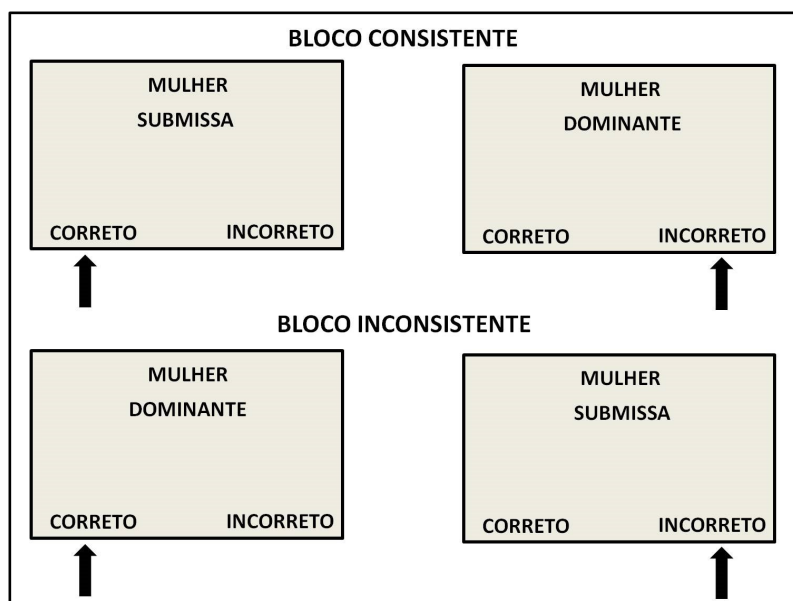 BLOCO CONSISTENTE
MULHER
SUBMISSA
CORRETO INCORRETO
MULHER
DOMINANTE
CORRETO INCORRETO
BLOCO INCONSISTENTE
MULHER
DOMINANTE
CORRETO INCORRETO
MULHER
SUBMISSA
CORRETO INCORRETO